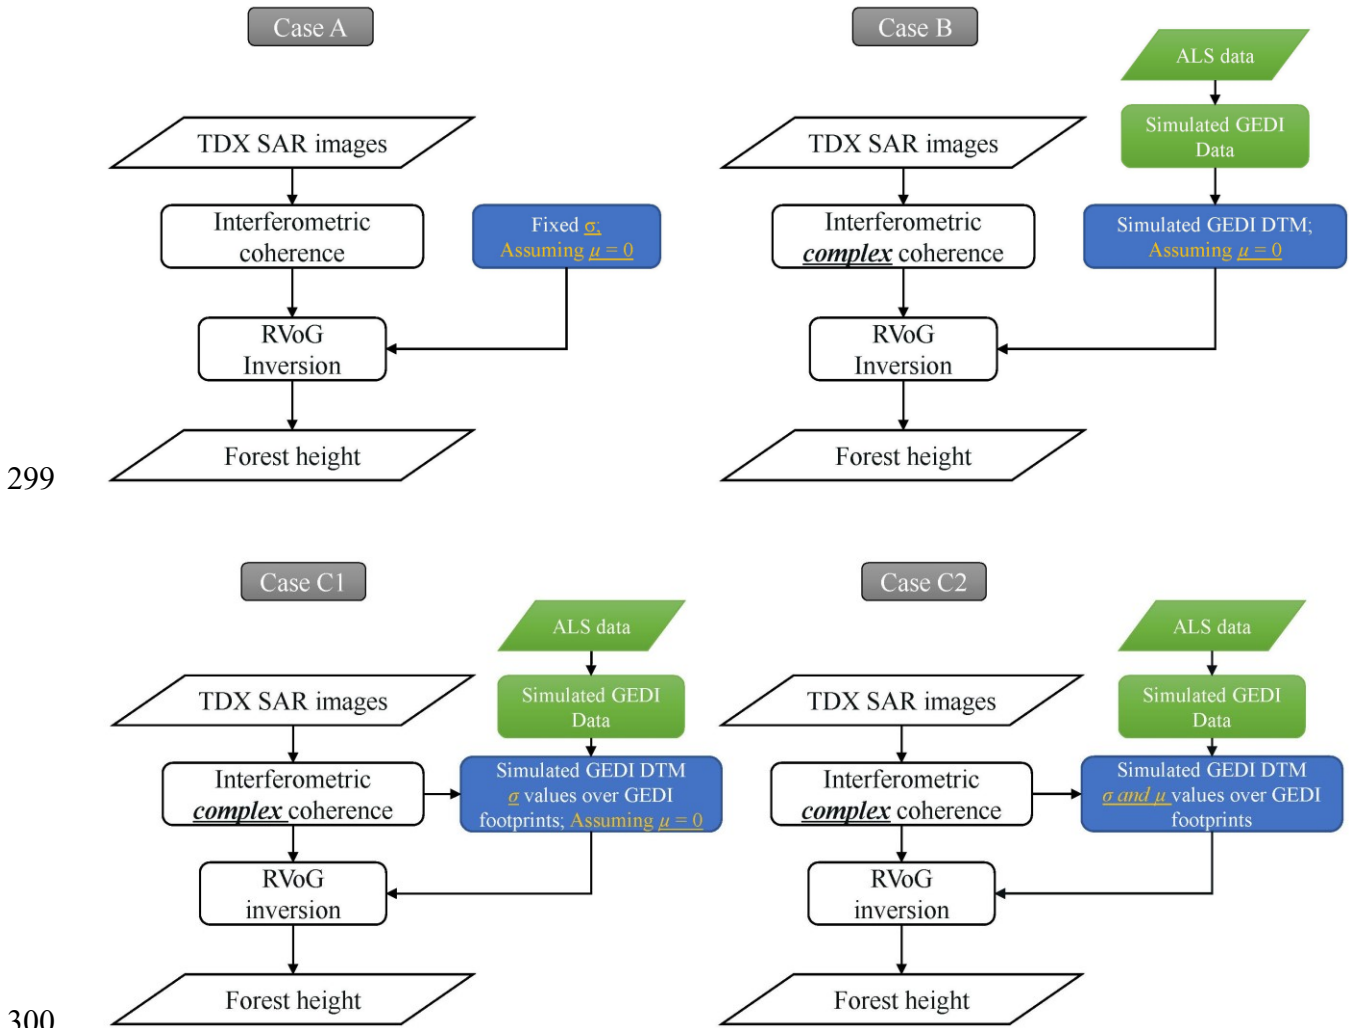 Case A
TDX SAR images
Interferometric
coherence
Fixed σ;
Assuming μ = 0
RVoG
Inversion
Forest height
Case B
ALS data
Simulated GEDI
Data
TDX SAR images
Interferometric
complex coherence
Simulated GEDI DTM;
Assuming μ = 0
RVoG
Inversion
Forest height
299
Case C1
ALS data
Simulated GEDI
Data
TDX SAR images
Interferometric
complex coherence
Simulated GEDI DTM
σ values over GEDI
footprints; Assuming μ = 0
RVoG
inversion
Forest height
Case C2
ALS data
Simulated GEDI
Data
TDX SAR images
Interferometric
complex coherence
Simulated GEDI DTM
σ and μ values over GEDI
footprints
RVoG
inversion
Forest height
300